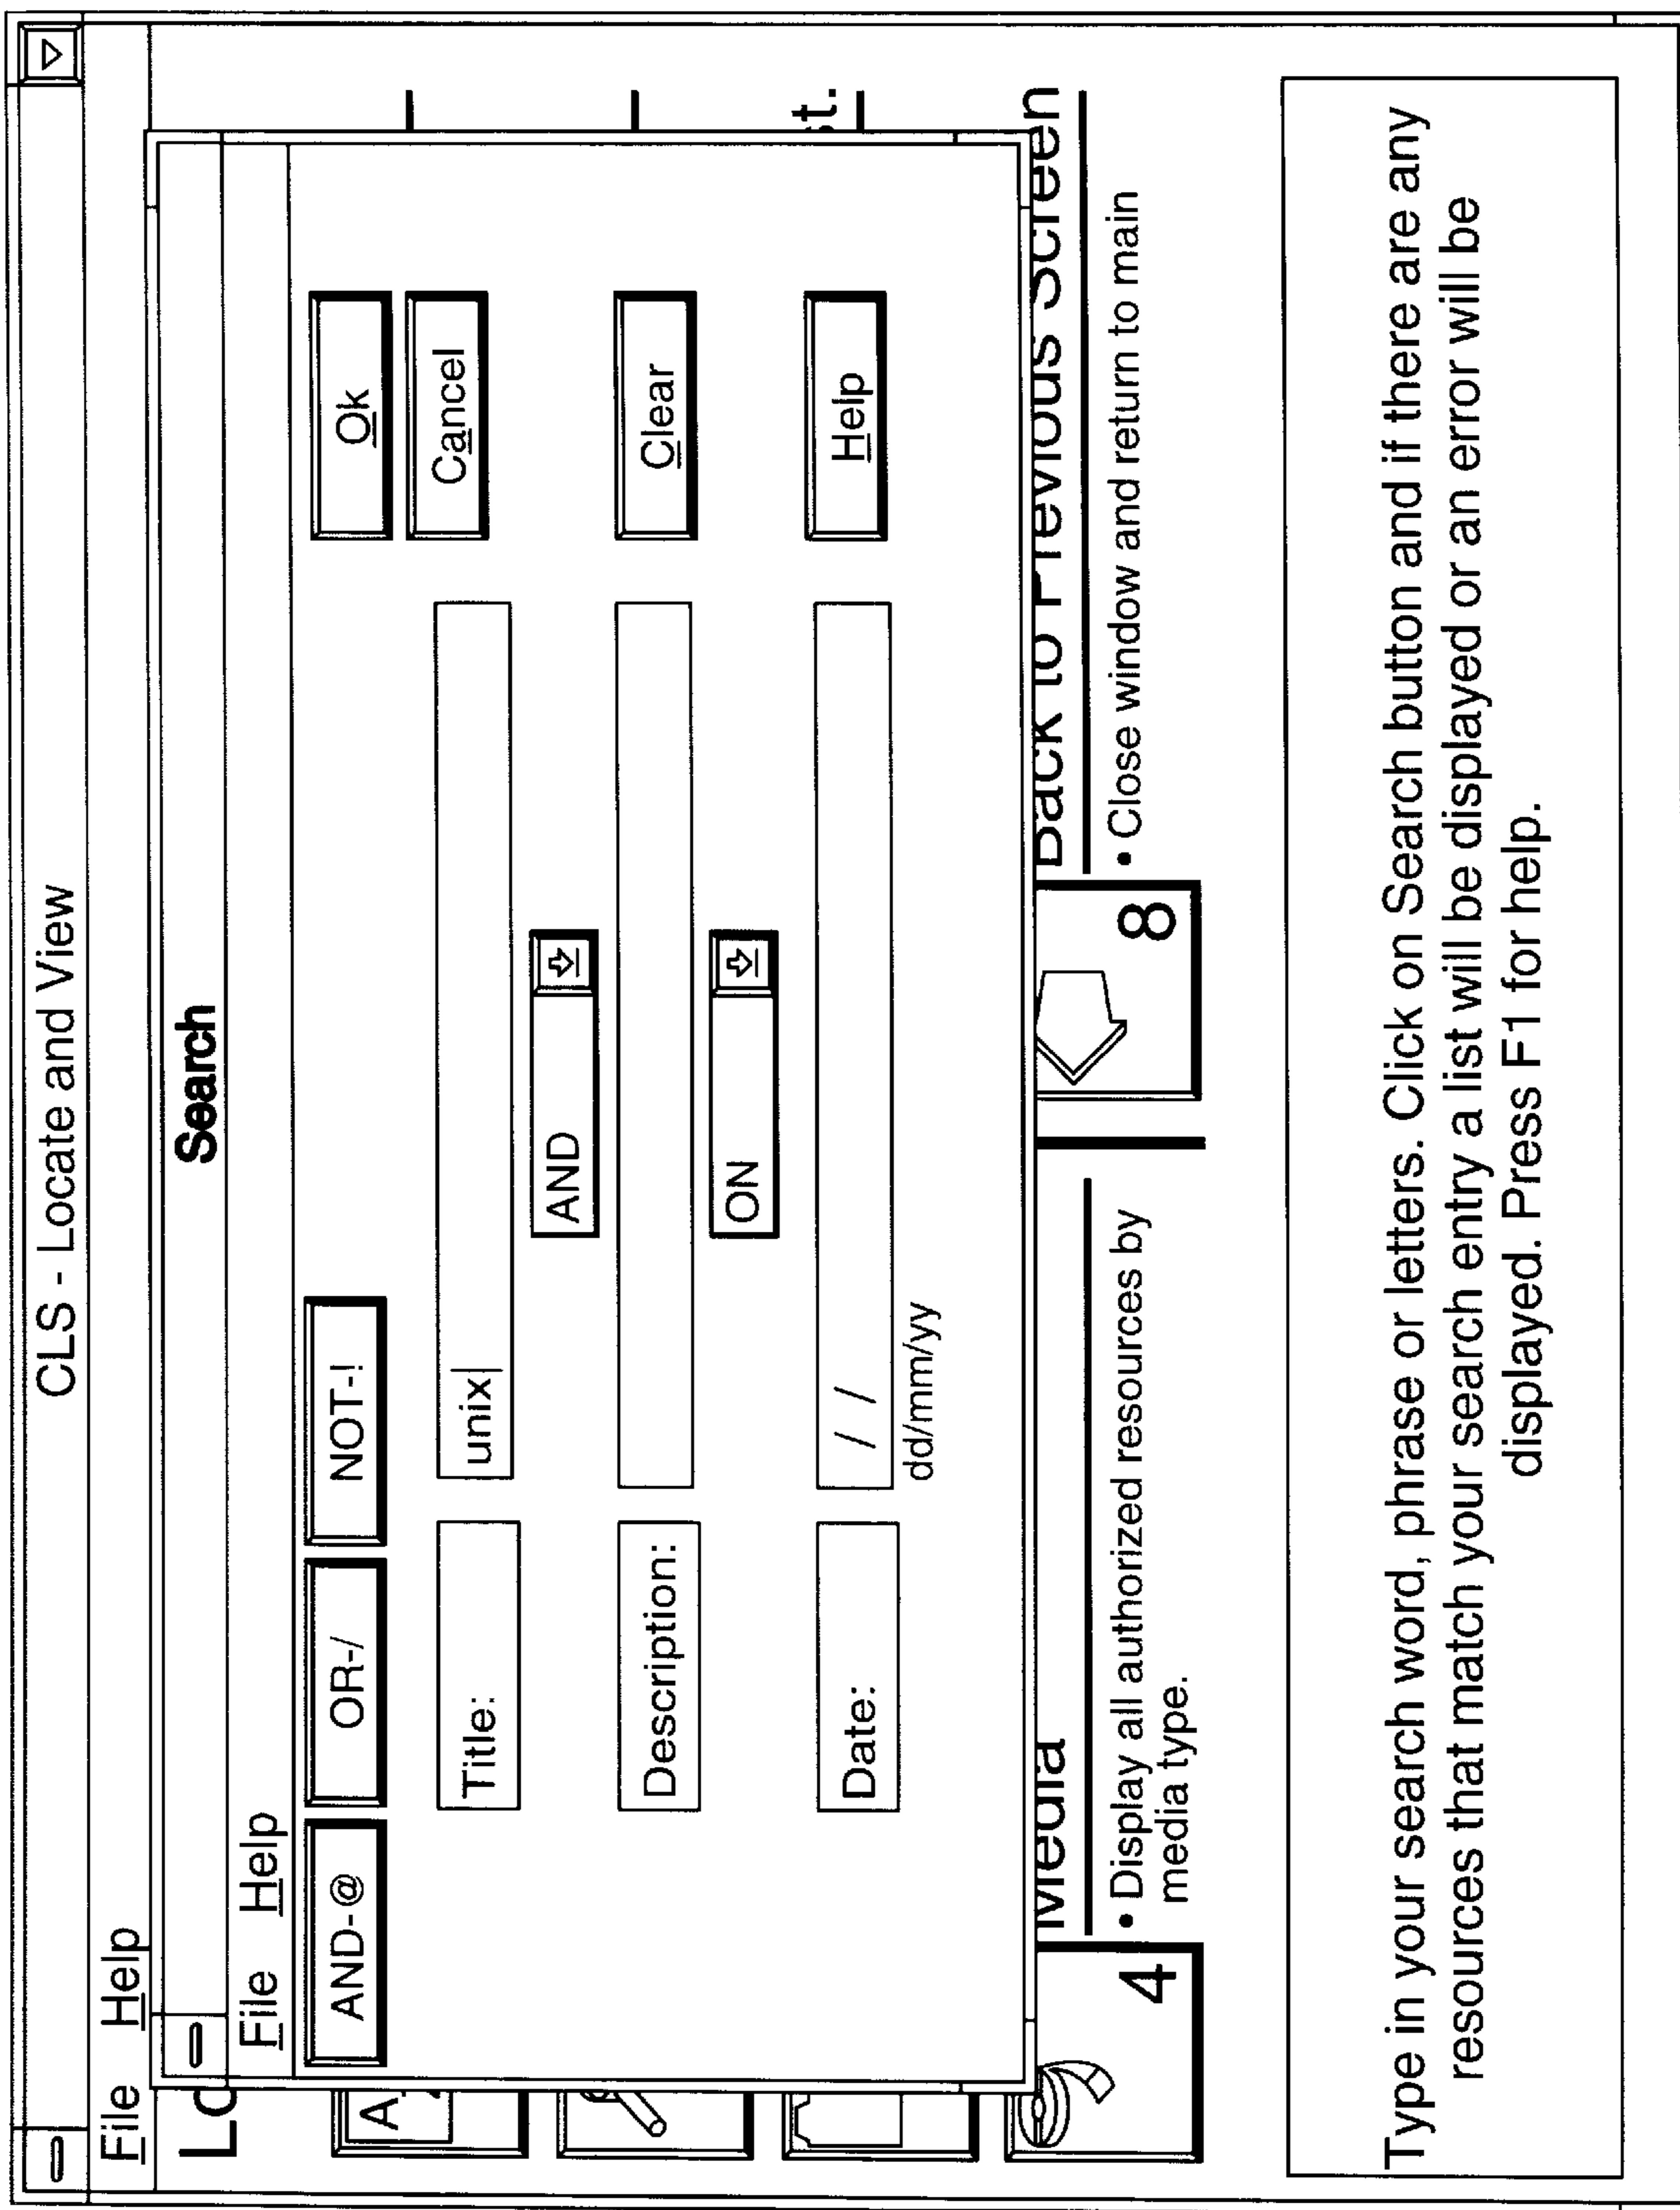 CLS - Locate and View
File Help
Search
File Help
AND-@ OR-/ NOT-!
Ok
Cancel
Title: unix
AND
Description:
Clear
ON
Date: / /
dd/mm/yy
Help
st.
Media
• Display all authorized resources by
media type.
4
Back to Previous Screen
• Close window and return to main
8
Type in your search word, phrase or letters. Click on Search button and if there are any
resources that match your search entry a list will be displayed or an error will be
displayed. Press F1 for help.